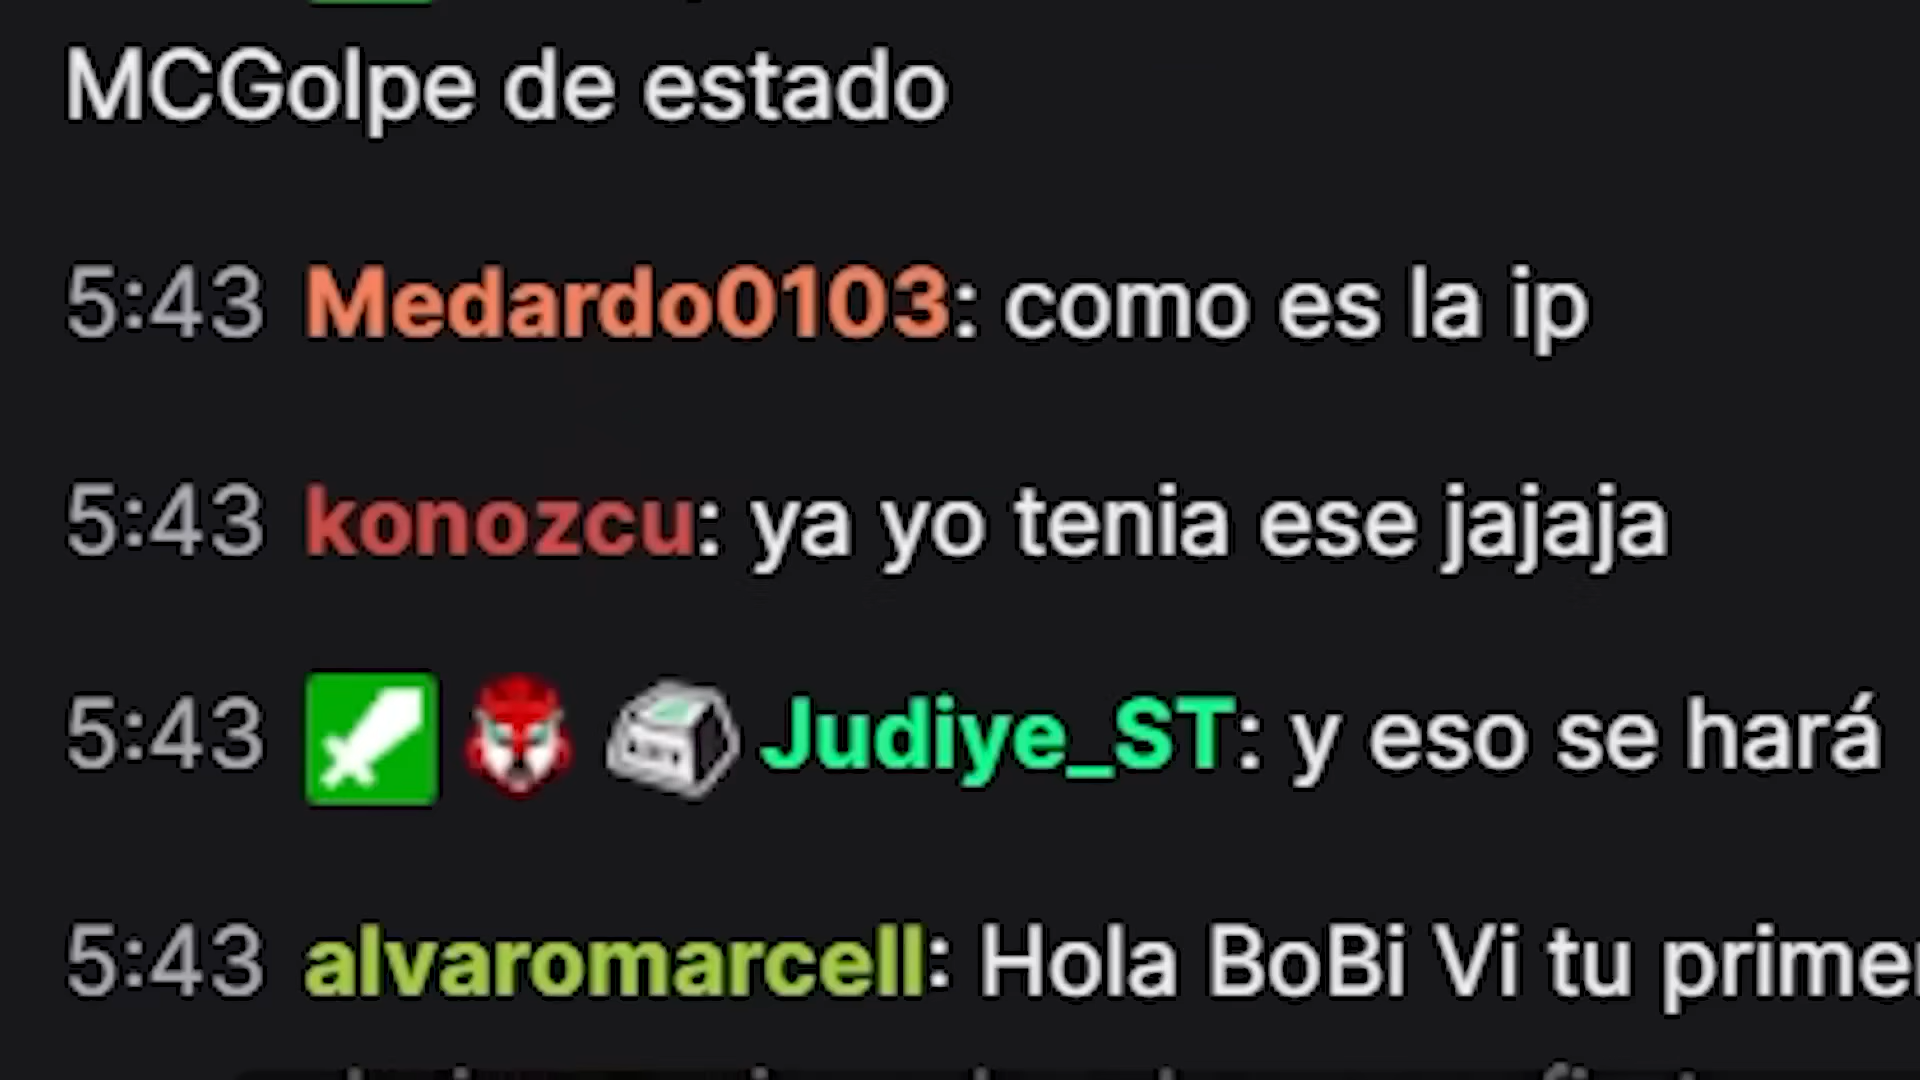 MCGolpe de estado
5:43 Medardo0103: como es la ip
5:43 konozcu: ya yo tenia ese jajaja
5:43 Judiye_ST: y eso se hará
5:43 alvaromarcell: Hola BoBi Vi tu